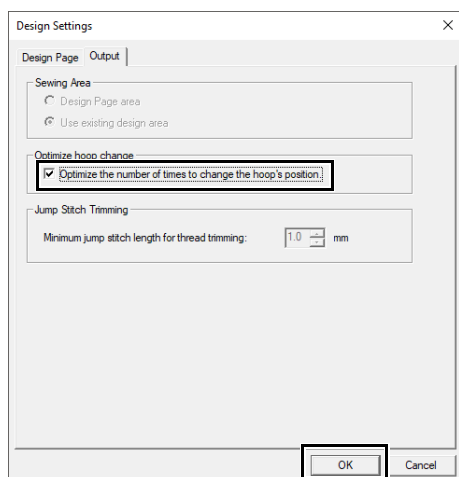 Design Settings
Design Page Output
Sewing Area
Design Page area
Use existing design area
Optimize hoop change
Optimize the number of times to change the hoop's position.
Jump Stitch Trimming
Minimum jump stitch length for thread trimming: 1.0 mm
OK Cancel